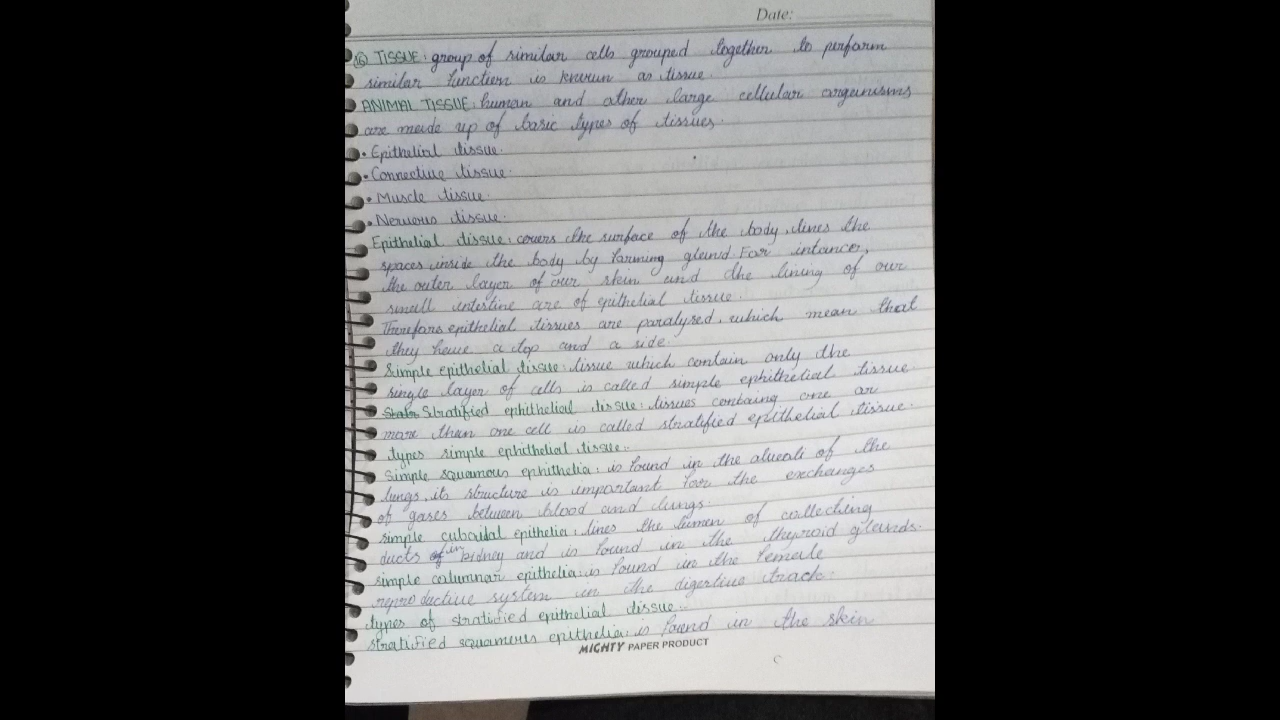 Date:
16 TISSUE: group of similar cells grouped together to perform
similar function is known as tissue.
ANIMAL TISSUE: human and other large cellular organisms
are made up of basic types of tissues.
• Epithelial tissue.
• Connective tissue.
• Muscle tissue.
• Nervous tissue.
Epithelial tissue: covers the surface of the body, lines the
spaces inside the body by farming gland. For intance,
the outer layer of our skin and the lining of our
small intestine are of epithelial tissue.
Therefore epithelial tissues are paralysed, which mean that
they have a top and a side.
Simple epithelial tissue: tissue which contain only the
single layer of cells is called simple ephithelial tissue.
Stratified ephithelial tissue: tissues containg one or
more than one cell is called stratified epithelial tissue.
types simple ephithelial tissue..
Simple squamous ephithelia: is found in the alueoli of the
lungs, its structure is important for the exchanges
of gases between blood and lungs.
simple cuboidal epithelia: lines the lumen of collecting
ducts of in kidney and is found in the thyroid glands.
simple columnar epithelia: is found in the female
reproductive system in the digestive track.
types of stratified epithelial tissue..
stratified squamous epithelia: is found in the skin
MIGHTY PAPER PRODUCT